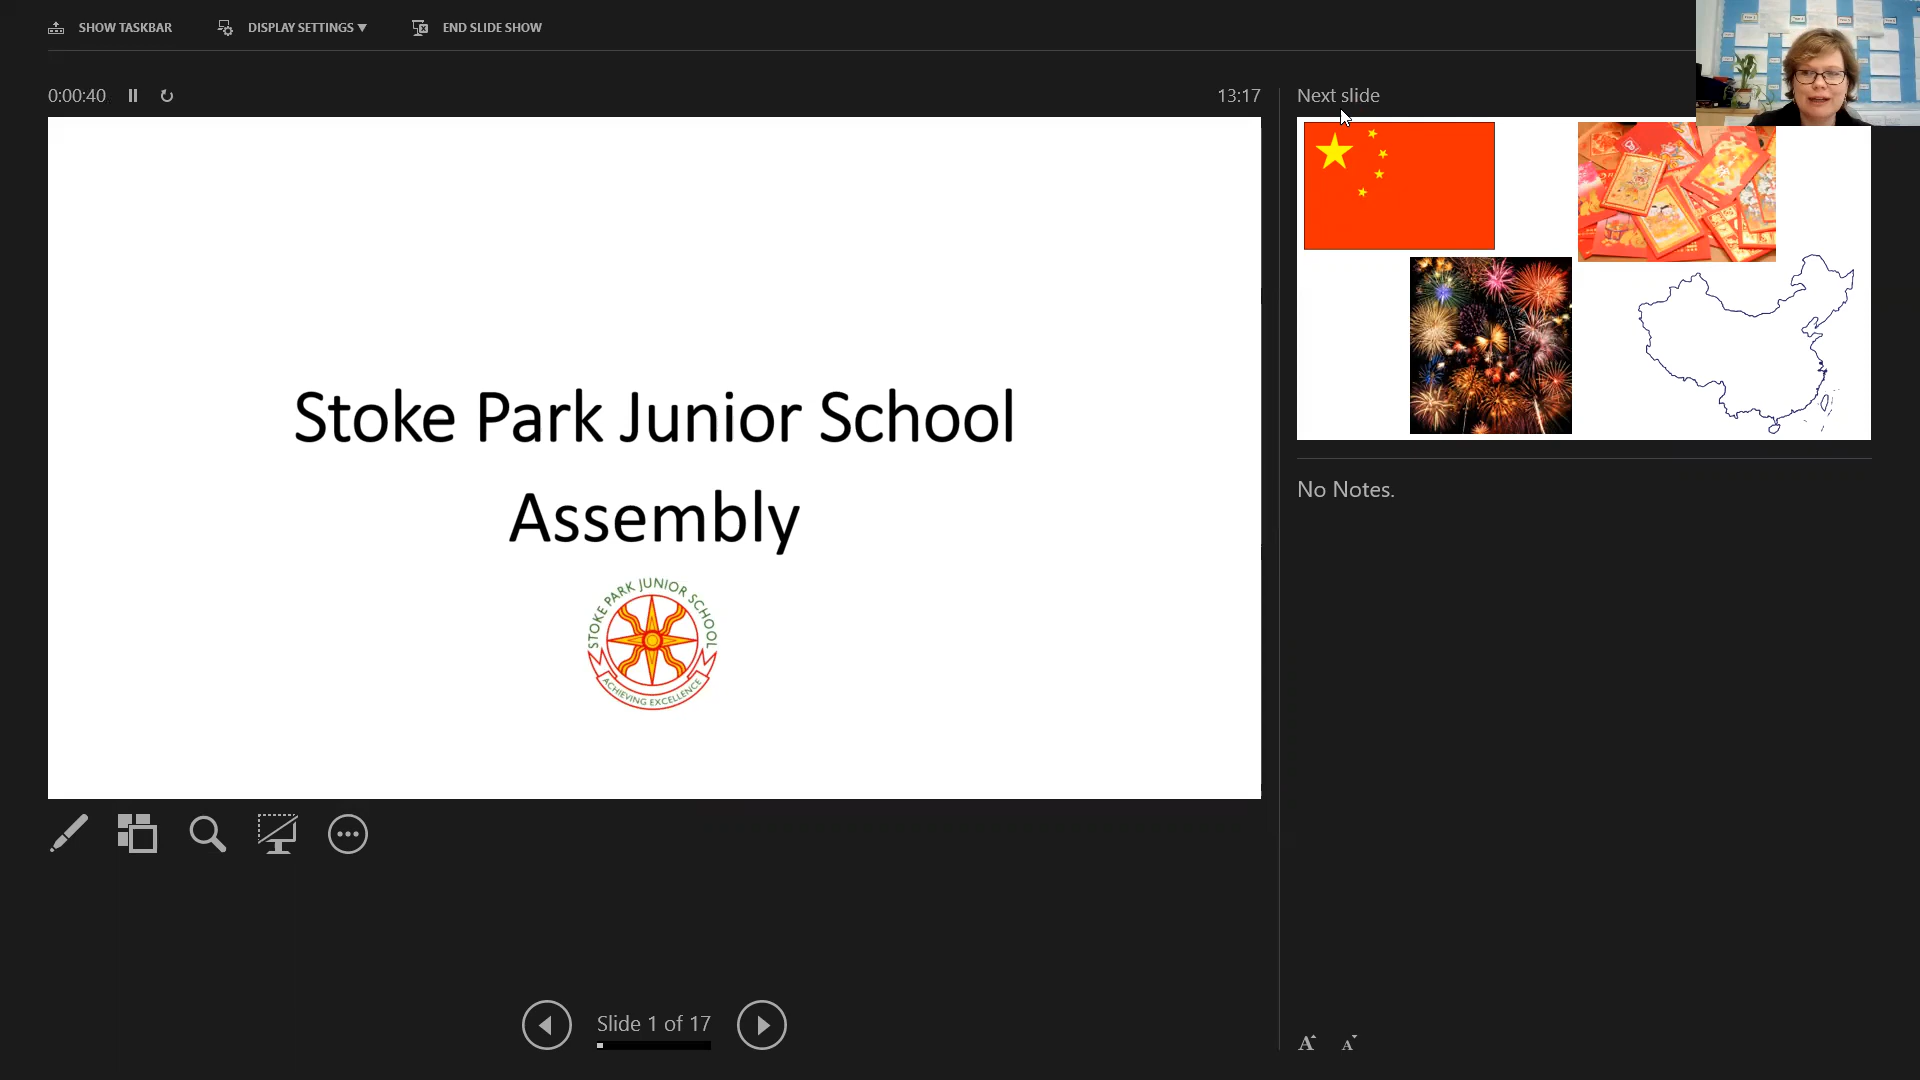 SHOW TASKBAR
DISPLAY SETTINGS ▼
END SLIDE SHOW
0:00:40
13:17
Next slide
Stoke Park Junior School
Assembly
STOKE PARK JUNIOR SCHOOL
ACHIEVING EXCELLENCE
No Notes.
Slide 1 of 17
A A